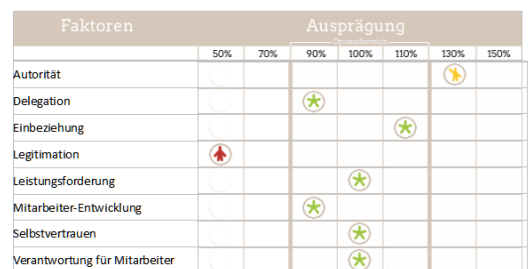 Faktoren Ausprägung
Optionalbereich
50% 70% 90% 100% 110% 130% 150%
Autorität
Delegation
Einbeziehung
Legitimation
Leistungsforderung
Mitarbeiter-Entwicklung
Selbstvertrauen
Verantwortung für Mitarbeiter